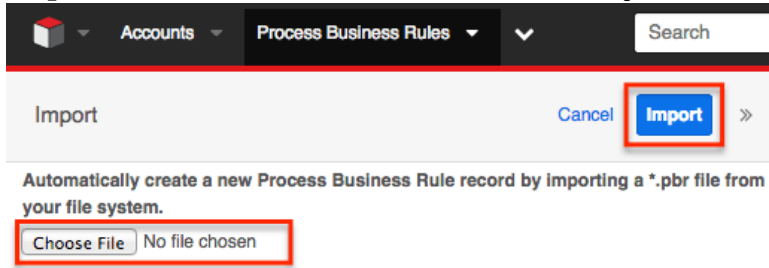 Accounts Process Business Rules Search
Import Cancel Import »
Automatically create a new Process Business Rule record by importing a *.pbr file from
your file system.
Choose File No file chosen